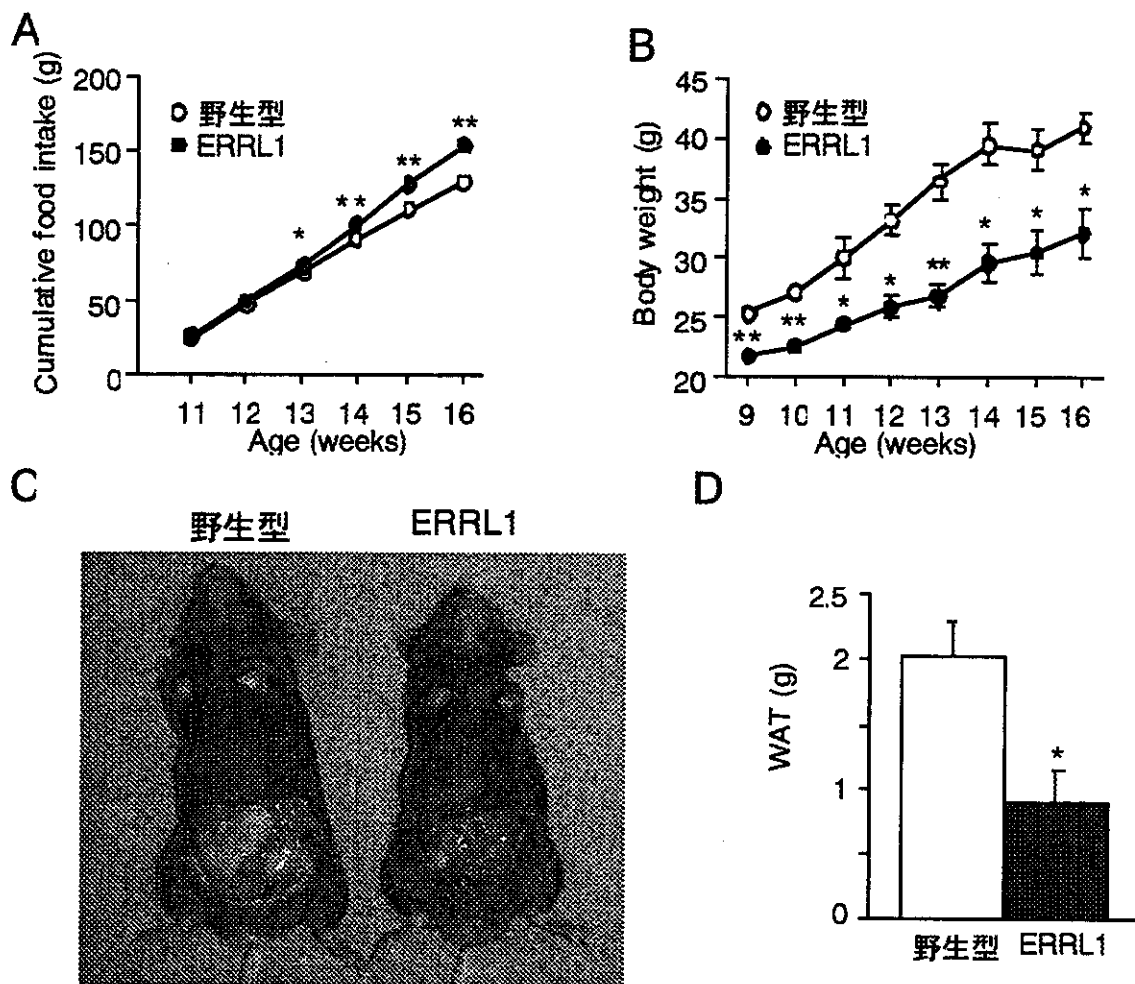 A
Cumulative food intake (g)
200
150
100
50
0
野生型
ERRL1
*
**
**
**
11 12 13 14 15 16
Age (weeks)
B
Body weight (g)
45
40
35
30
25
20
野生型
ERRL1
**
**
*
*
**
*
*
*
9 10 11 12 13 14 15 16
Age (weeks)
C
野生型 ERRL1
D
WAT (g)
2.5
2
1
0
*
野生型 ERRL1